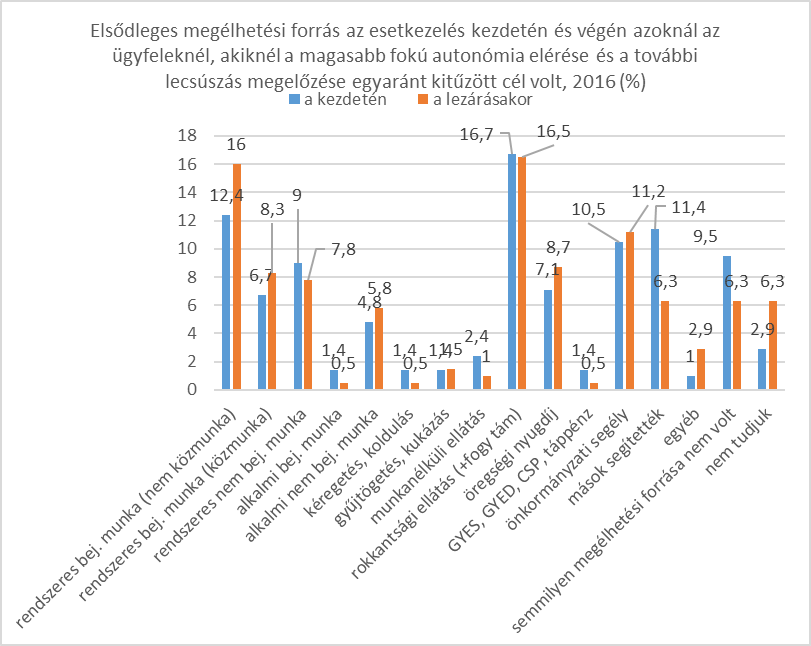 Elsődleges megélhetési forrás az esetkezelés kezdetén és végén azoknál az
ügyfeleknél, akiknél a magasabb fokú autonómia elérése és a további
lecsúszás megelőzése egyaránt kitűzött cél volt, 2016 (%)
a kezdetén a lezárásakor
18
16
14
12
10
8
6
4
2
0
12,4 16
6,7 8,3
9 7,8
1,4 0,5
4,8 5,8
1,4 0,5
1,4 1,5
2,4 1
16,7 16,5
7,1 8,7
1,4 0,5
10,5 11,2
11,4 6,3
1 2,9
9,5 6,3
2,9 6,3
rendszeres bej. munka (nem közmunka)
rendszeres bej. munka (közmunka)
rendszeres nem bej. munka
alkalmi bej. munka
alkalmi nem bej. munka
kéregetés, koldulás
gyűjtögetés, kukázás
munkanélküli ellátás
rokkantsági ellátás (+fogy tám)
öregségi nyugdíj
GYES, GYED, CSP, táppénz
önkormányzati segély
mások segítették
egyéb
semmilyen megélhetési forrása nem volt
nem tudjuk